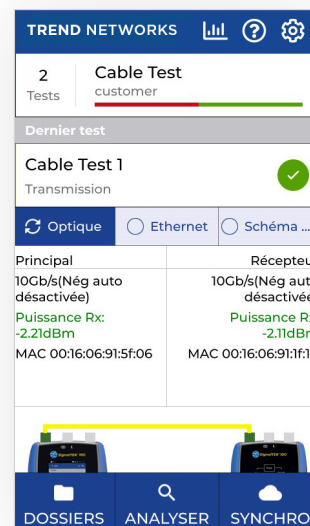 TREND NETWORKS
2
Tests
Cable Test
customer
Dernier test
Cable Test 1
Transmission
Optique
Ethernet
Schéma ...
Principal
10Gb/s(Nég auto
désactivée)
Puissance Rx:
-2.21dBm
MAC 00:16:06:91:5f:06
Récepteu
10Gb/s(Nég aut
désactivée
Puissance R
-2.11dBm
MAC 00:16:06:91:1f:1
DOSSIERS
ANALYSER
SYNCHRO